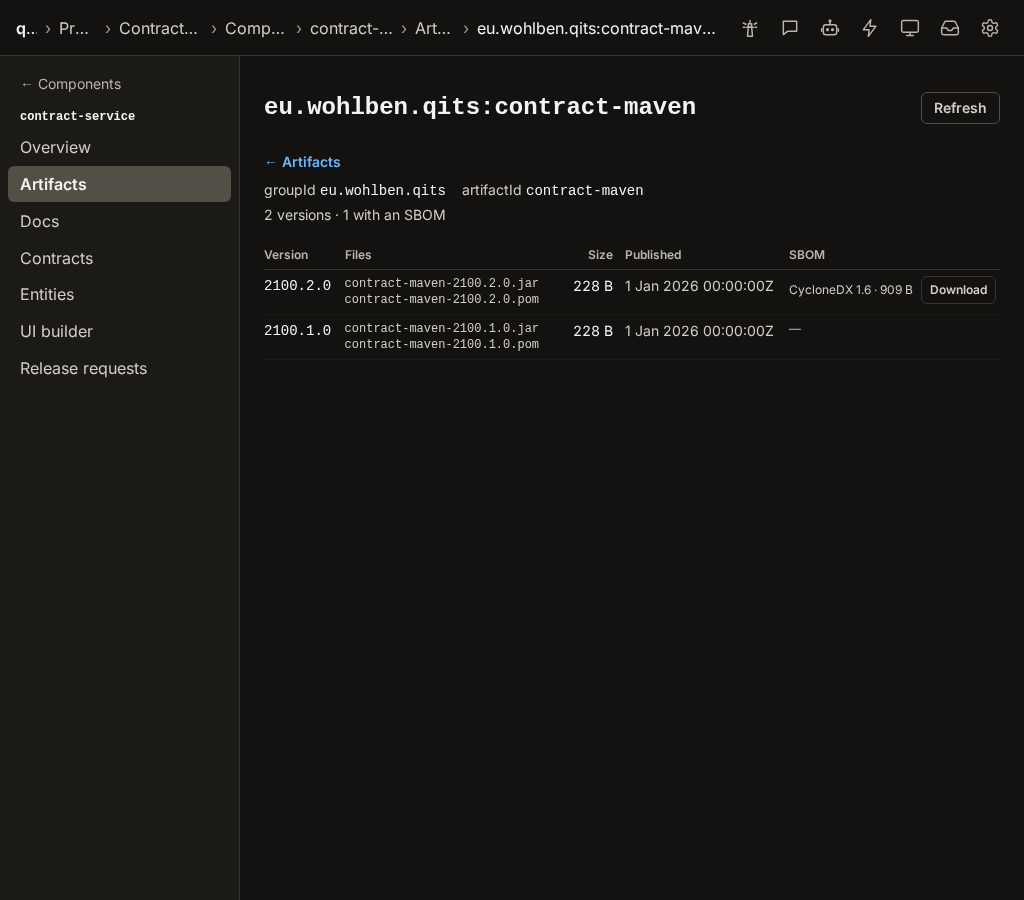 q... › Pr... › Contract... › Comp... › contract-... › Art... › eu.wohlben.qits:contract-mav...
← Components
contract-service
Overview
Artifacts
Docs
Contracts
Entities
UI builder
Release requests
eu.wohlben.qits:contract-maven
Refresh
← Artifacts
groupId eu.wohlben.qits artifactId contract-maven
2 versions · 1 with an SBOM
Version Files Size Published SBOM
2100.2.0 contract-maven-2100.2.0.jar 228 B 1 Jan 2026 00:00:00Z CycloneDX 1.6 · 909 B Download
contract-maven-2100.2.0.pom
2100.1.0 contract-maven-2100.1.0.jar 228 B 1 Jan 2026 00:00:00Z —
contract-maven-2100.1.0.pom